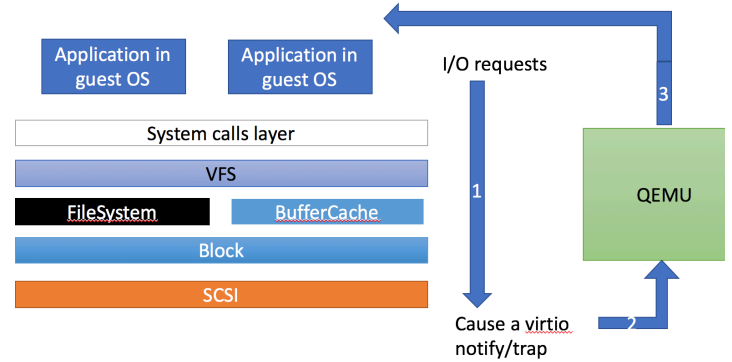 Application in
guest OS
Application in
guest OS
I/O requests
3
System calls layer
VFS
1
QEMU
FileSystem
BufferCache
Block
SCSI
Cause a virtio
notify/trap
2